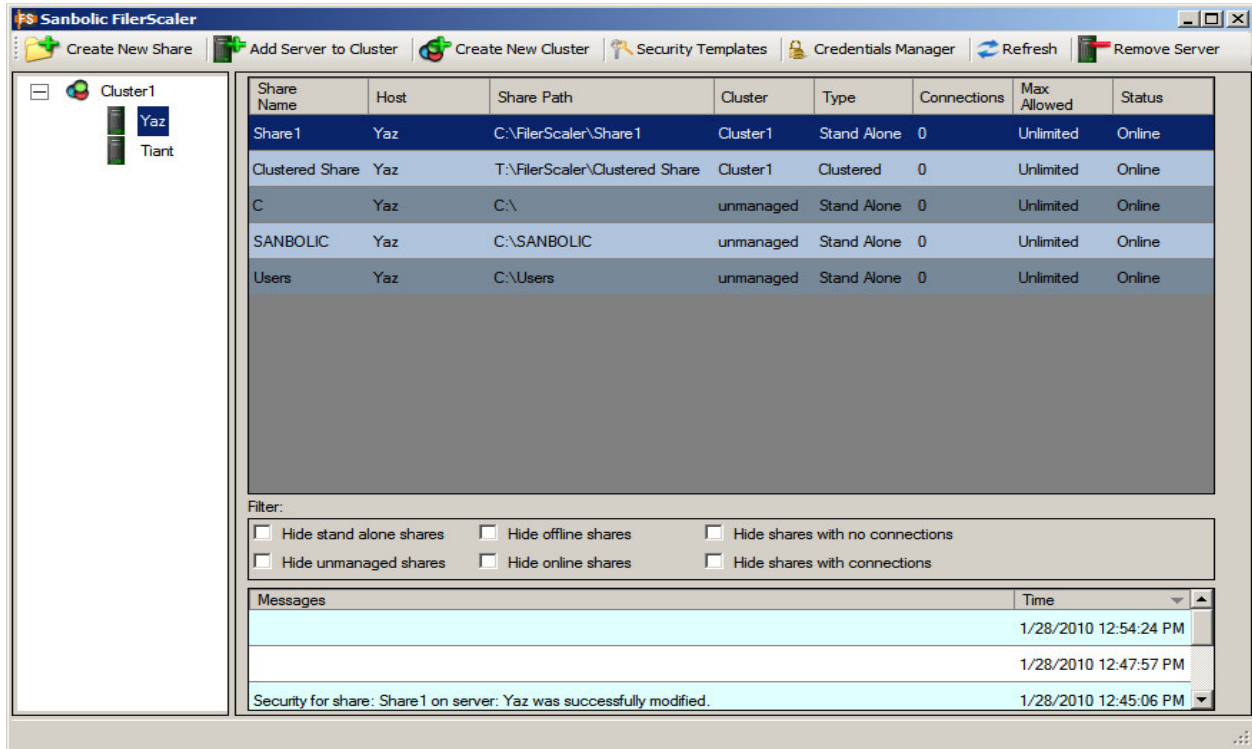 FS Sanbolic FilerScaler
Create New Share Add Server to Cluster Create New Cluster Security Templates Credentials Manager Refresh Remove Server
Cluster1
Yaz
Tiant
Share Name Host Share Path Cluster Type Connections Max Allowed Status
Share1 Yaz C:\FilerScaler\Share1 Cluster1 Stand Alone 0 Unlimited Online
Clustered Share Yaz T:\FilerScaler\Clustered Share Cluster1 Clustered 0 Unlimited Online
C Yaz C:\ unmanaged Stand Alone 0 Unlimited Online
SANBOLIC Yaz C:\SANBOLIC unmanaged Stand Alone 0 Unlimited Online
Users Yaz C:\Users unmanaged Stand Alone 0 Unlimited Online
Filter:
Hide stand alone shares Hide offline shares Hide shares with no connections
Hide unmanaged shares Hide online shares Hide shares with connections
Messages Time
1/28/2010 12:54:24 PM
1/28/2010 12:47:57 PM
Security for share: Share1 on server: Yaz was successfully modified. 1/28/2010 12:45:06 PM